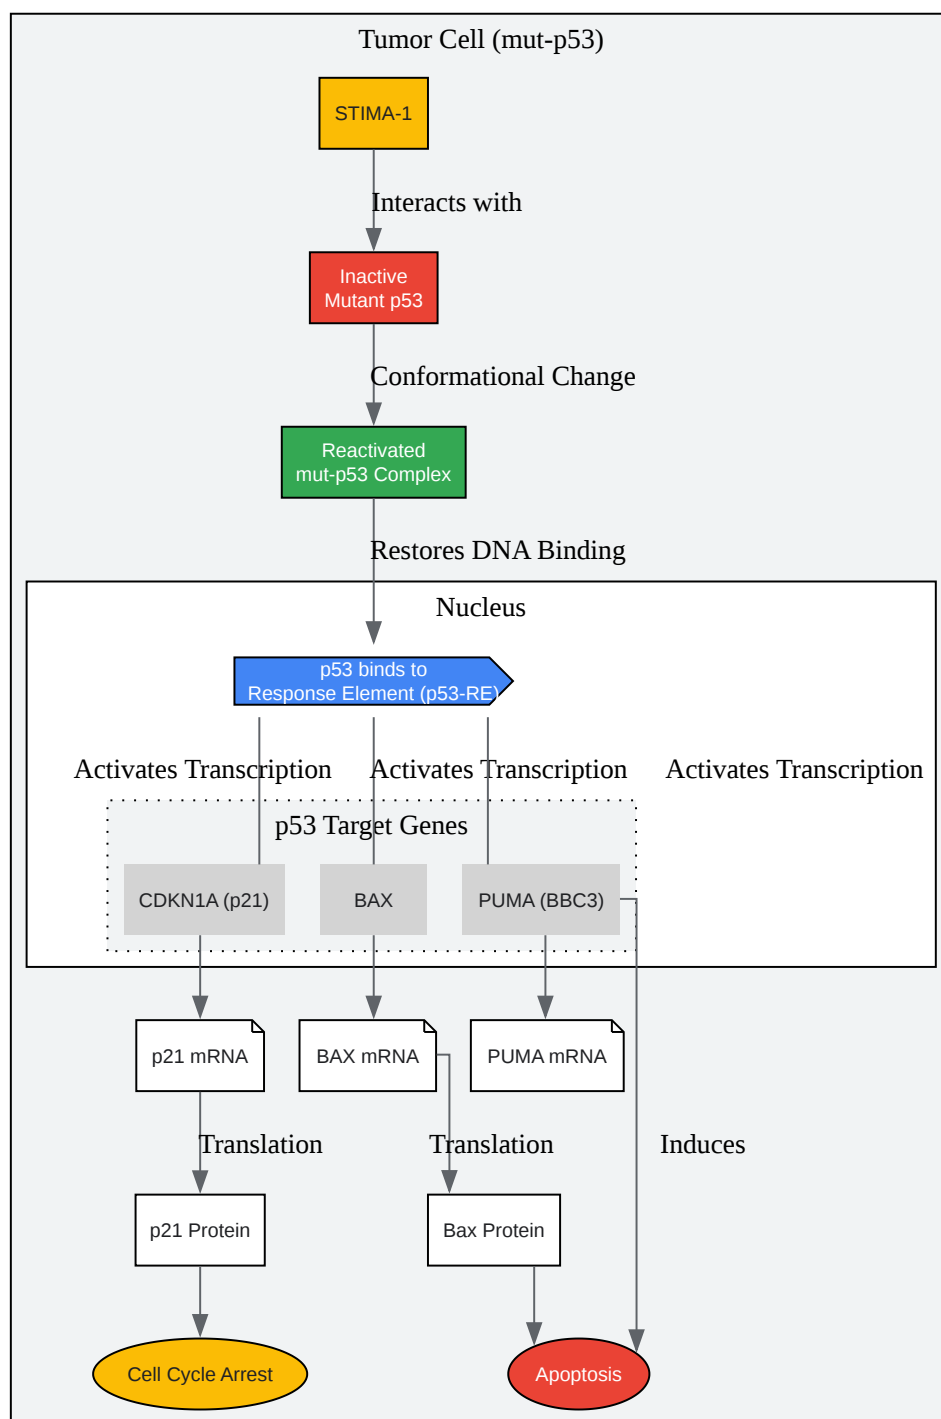 Tumor Cell (mut-p53)
STIMA-1
Interacts with
Inactive
Mutant p53
Conformational Change
Reactivated
mut-p53 Complex
Restores DNA Binding
Nucleus
p53 binds to
Response Element (p53-RE)
Activates Transcription
Activates Transcription
Activates Transcription
p53 Target Genes
CDKN1A (p21)
BAX
PUMA (BBC3)
p21 mRNA
BAX mRNA
PUMA mRNA
Translation
Translation
Induces
p21 Protein
Bax Protein
Cell Cycle Arrest
Apoptosis